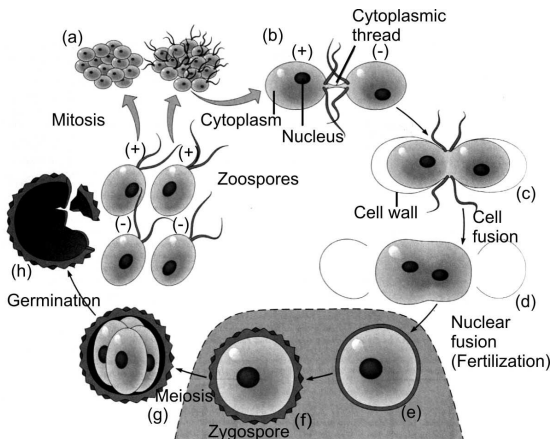 (a)
(b)
(+)
(-)
Cytoplasmic
thread
Mitosis
Cytoplasm
Nucleus
(+)
(+)
Zoospores
(-)
(-)
Cell wall
(c)
Cell
fusion
(h)
Germination
(d)
Nuclear
fusion
(Fertilization)
(g)
Meiosis
Zygospore
(f)
(e)